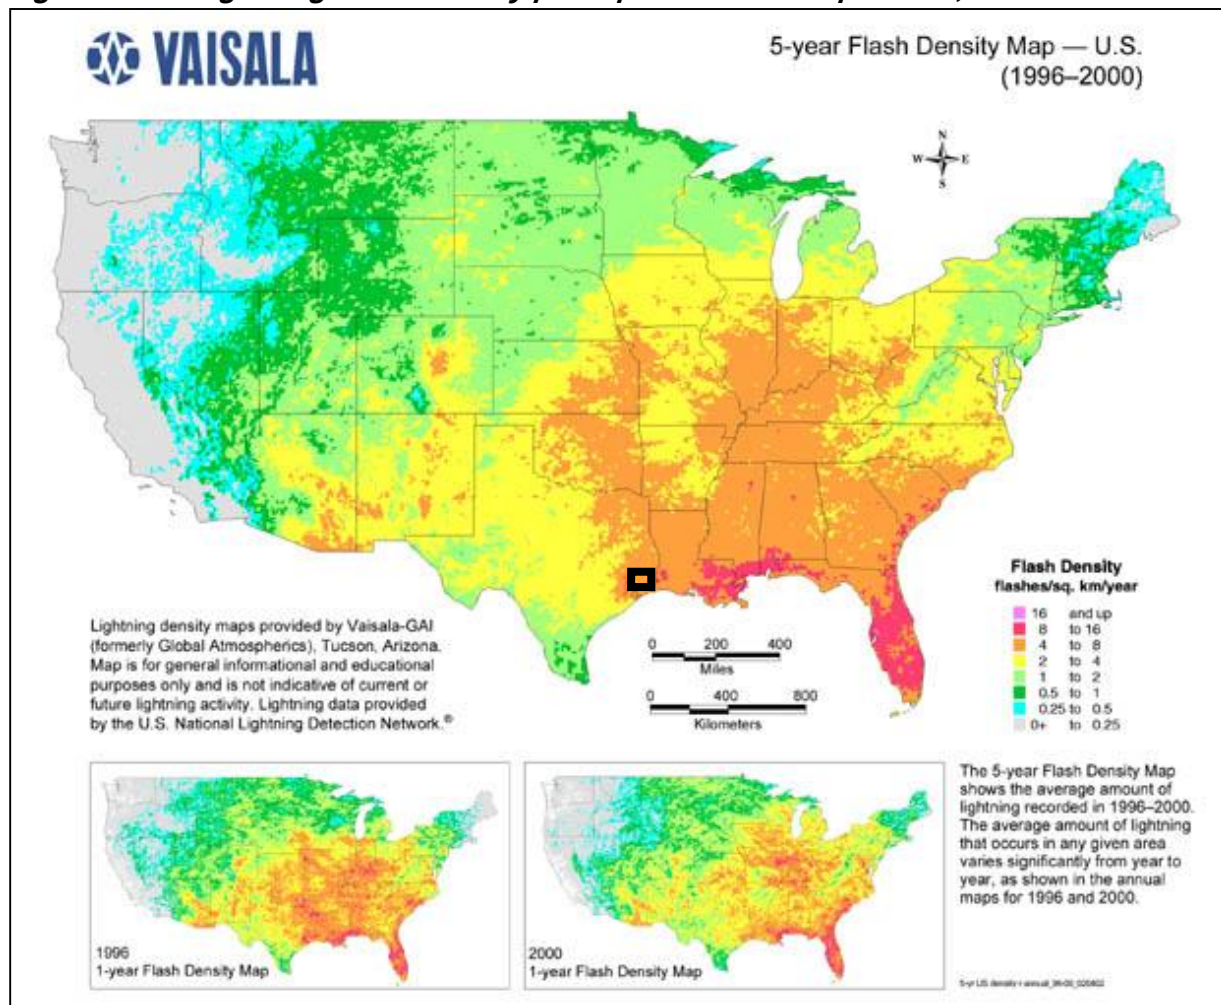 VAISALA
5-year Flash Density Map — U.S.
(1996–2000)
N
W E
S
Flash Density
flashes/sq. km/year
16 and up
8 to 16
4 to 8
2 to 4
1 to 2
0.5 to 1
0.25 to 0.5
0+ to 0.25
Lightning density maps provided by Vaisala-GAI
(formerly Global Atmospherics), Tucson, Arizona.
Map is for general informational and educational
purposes only and is not indicative of current or
future lightning activity. Lightning data provided
by the U.S. National Lightning Detection Network.®
0 200 400
Miles
0 400 800
Kilometers
1996
1-year Flash Density Map
2000
1-year Flash Density Map
The 5-year Flash Density Map
shows the average amount of
lightning recorded in 1996–2000.
The average amount of lightning
that occurs in any given area
varies significantly from year to
year, as shown in the annual
maps for 1996 and 2000.